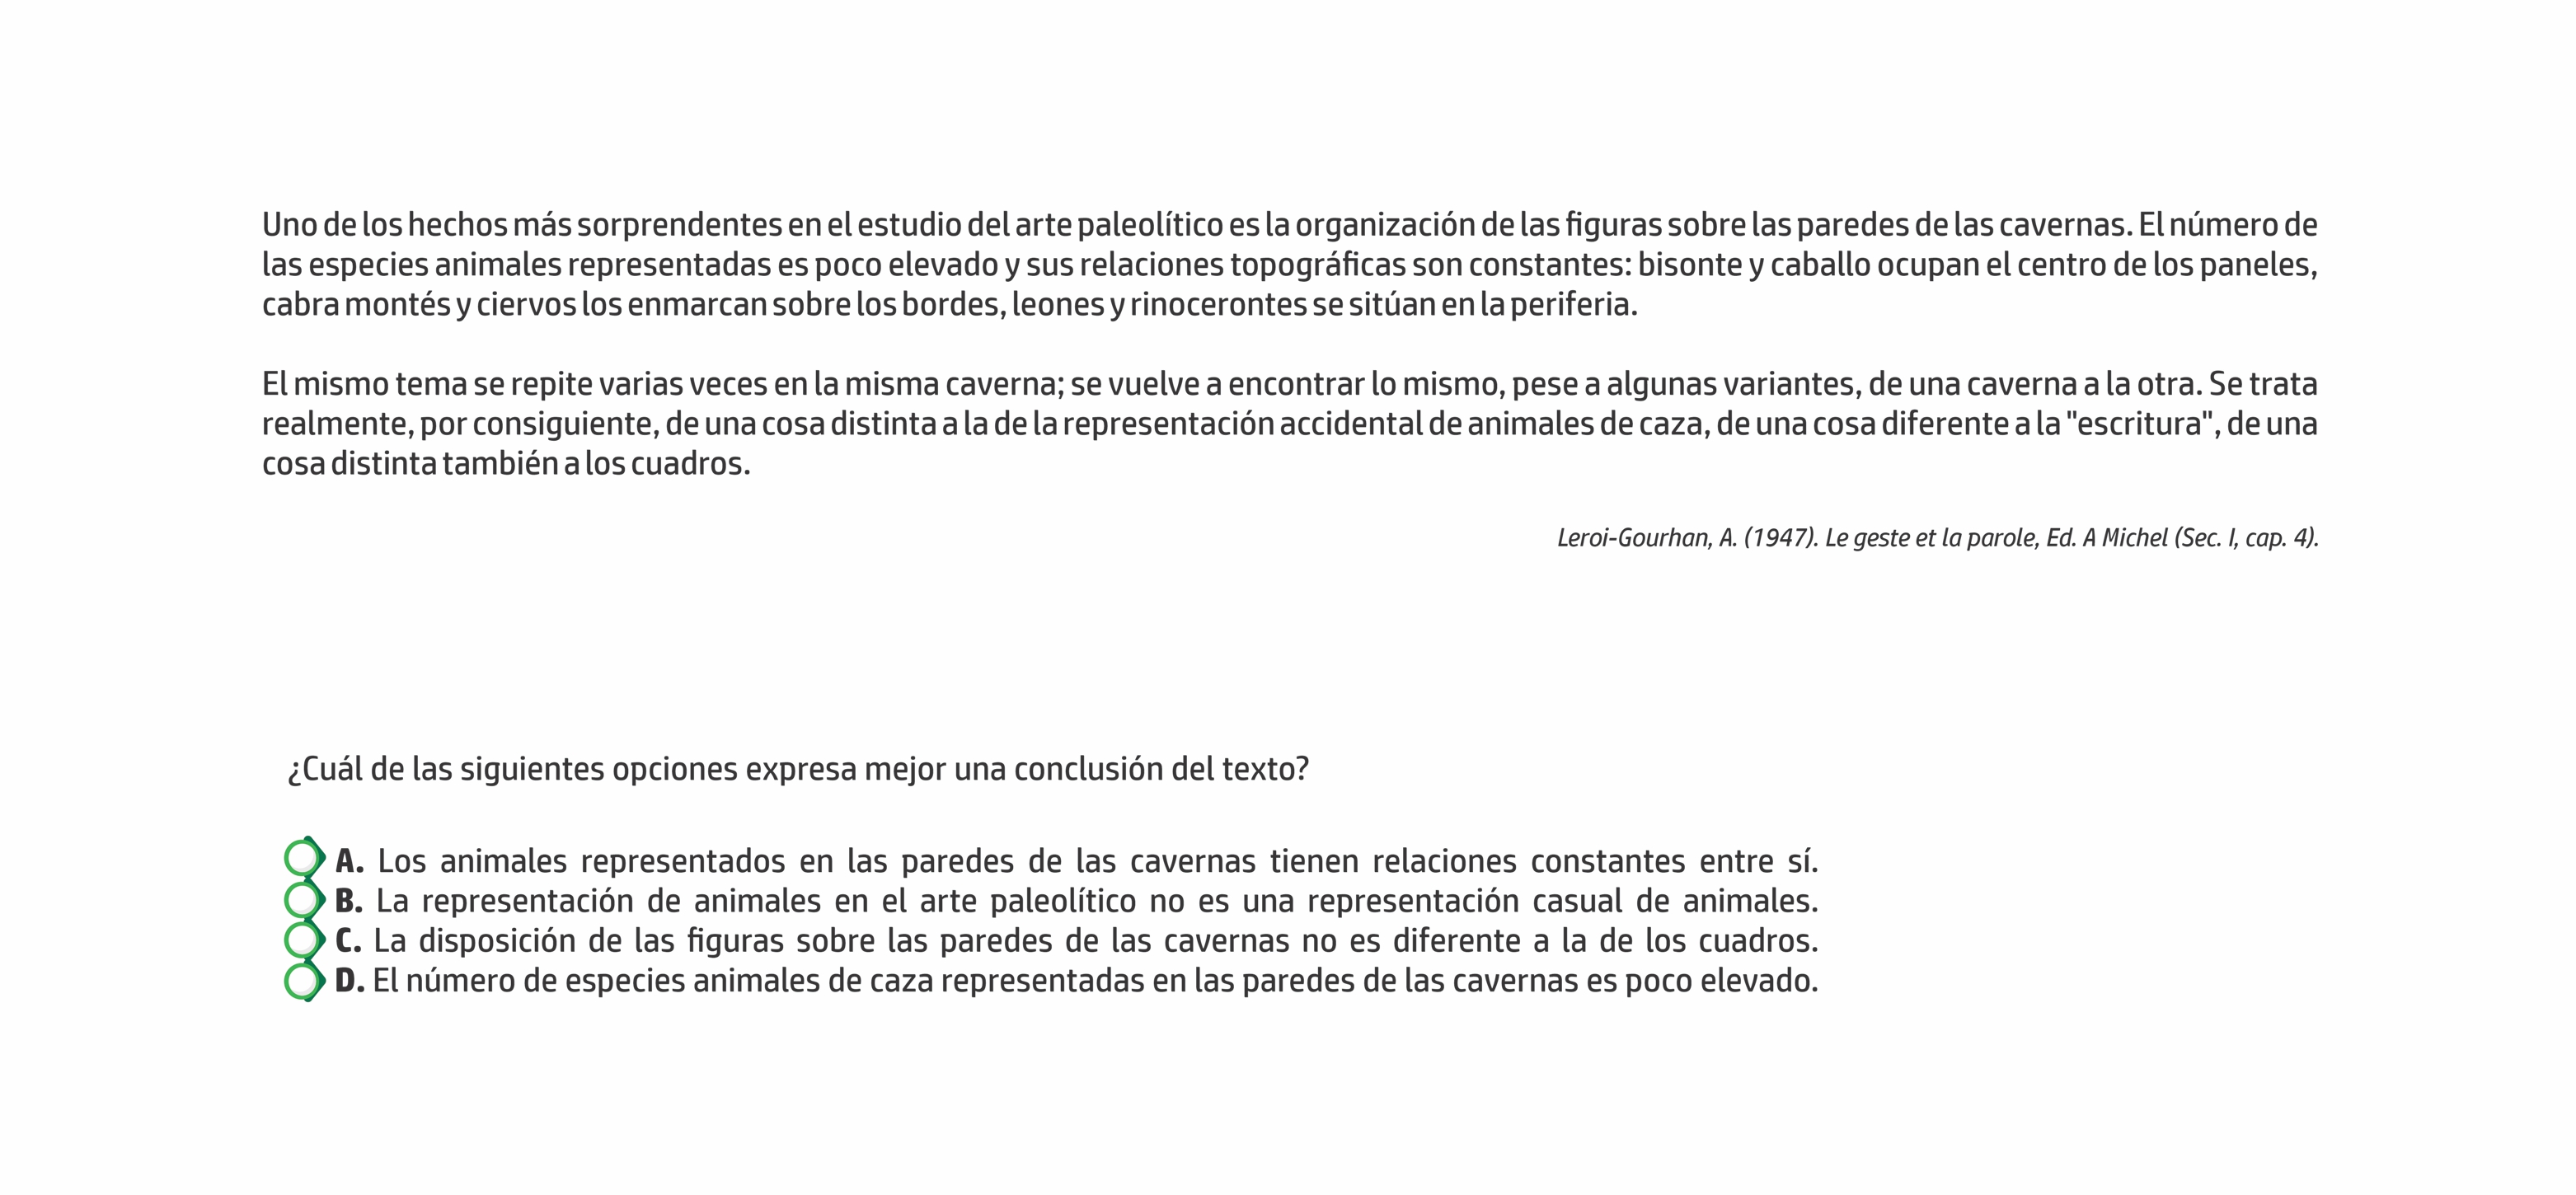 Uno de los hechos más sorprendentes en el estudio del arte paleolítico es la organización de las figuras sobre las paredes de las cavernas. El número de
las especies animales representadas es poco elevado y sus relaciones topográficas son constantes: bisonte y caballo ocupan el centro de los paneles,
cabra montés y ciervos los enmarcan sobre los bordes, leones y rinocerontes se sitúan en la periferia.
El mismo tema se repite varias veces en la misma caverna; se vuelve a encontrar lo mismo, pese a algunas variantes, de una caverna a la otra. Se trata
realmente, por consiguiente, de una cosa distinta a la de la representación accidental de animales de caza, de una cosa diferente a la "escritura", de una
cosa distinta también a los cuadros.
Leroi-Gourhan, A. (1947). Le geste et la parole, Ed. A Michel (Sec. I, cap. 4).
¿Cuál de las siguientes opciones expresa mejor una conclusión del texto?
A. Los animales representados en las paredes de las cavernas tienen relaciones constantes entre sí.
B. La representación de animales en el arte paleolítico no es una representación casual de animales.
C. La disposición de las figuras sobre las paredes de las cavernas no es diferente a la de los cuadros.
D. El número de especies animales de caza representadas en las paredes de las cavernas es poco elevado.